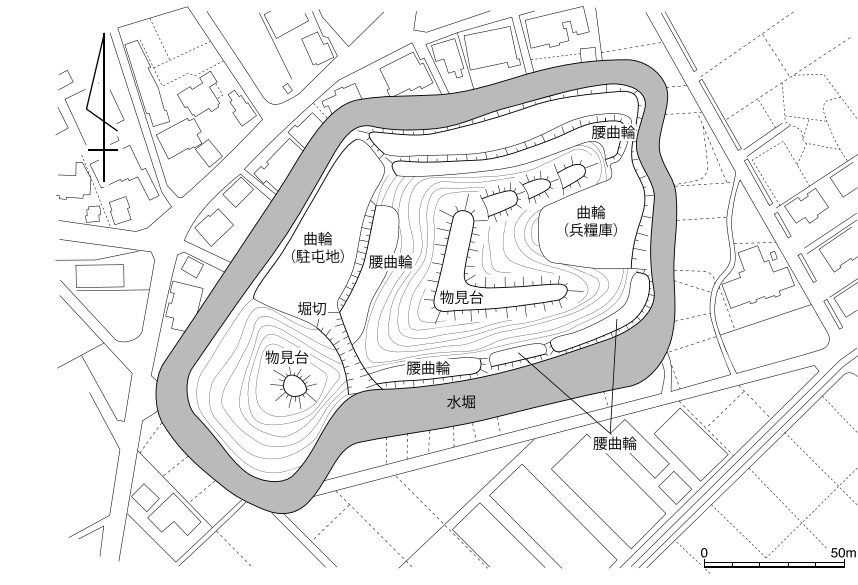 腰曲輪
曲輪
（兵糧庫）
曲輪
（駐屯地）
腰曲輪
物見台
堀切
物見台
腰曲輪
水堀
腰曲輪
0 50m